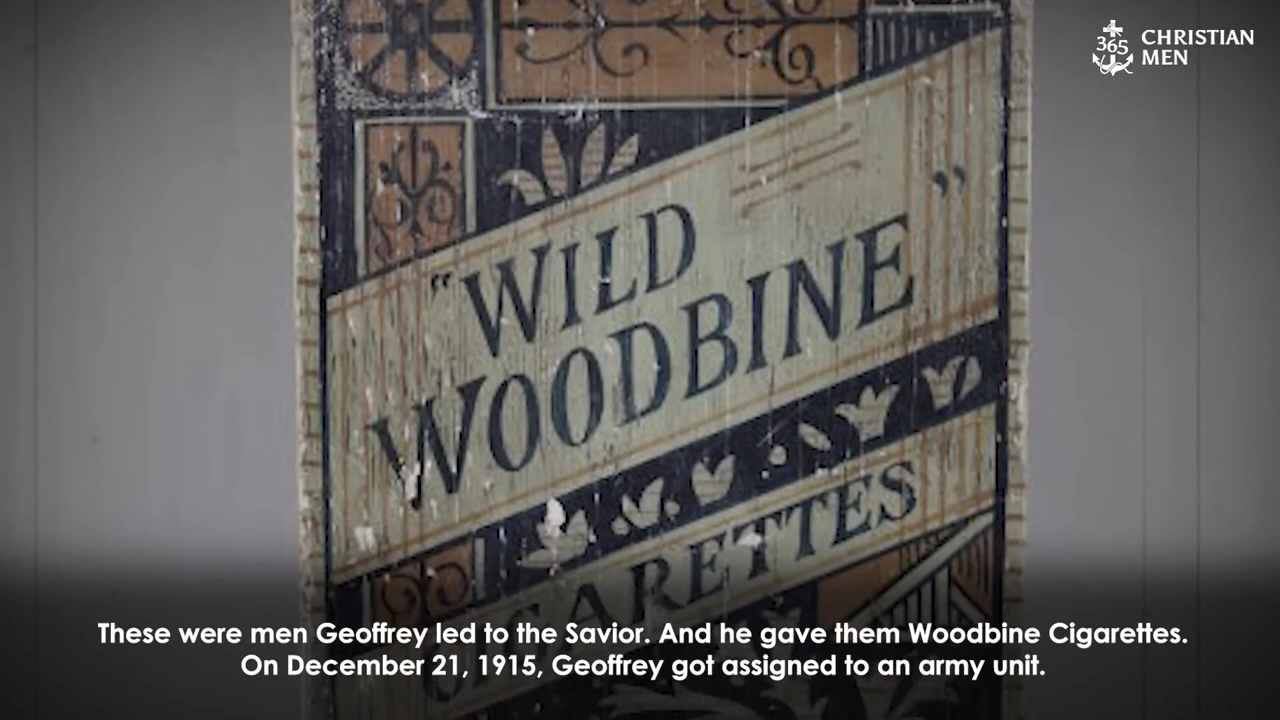 365
CHRISTIAN
MEN
"WILD
WOODBINE"
CIGARETTES
These were men Geoffrey led to the Savior. And he gave them Woodbine Cigarettes.
On December 21, 1915, Geoffrey got assigned to an army unit.